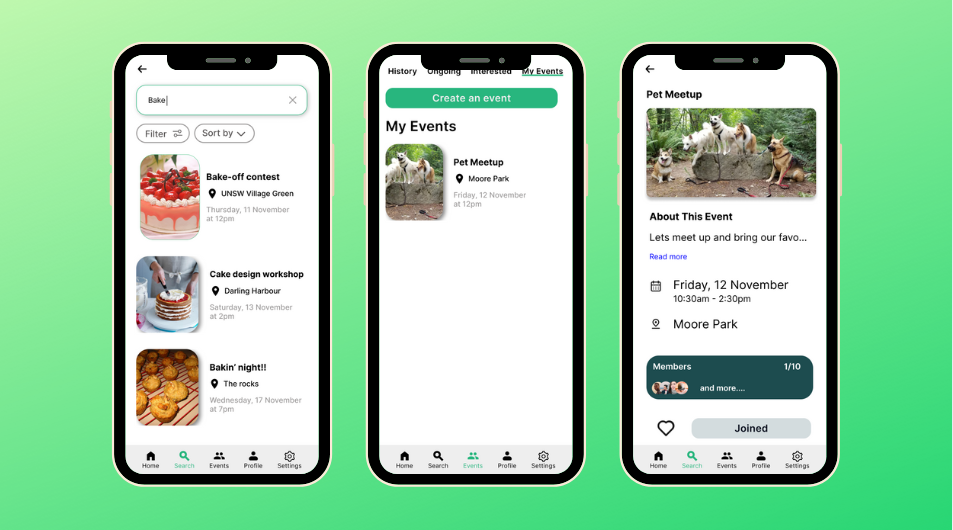 Bake
Filter
Sort by
Bake-off contest
UNSW Village Green
Thursday, 11 November
at 12pm
Cake design workshop
Darling Harbour
Saturday, 13 November
at 2pm
Bakin' night!!
The rocks
Wednesday, 17 November
at 7pm
Home Search Events Profile Settings
History Ongoing Interested My Events
Create an event
My Events
Pet Meetup
Moore Park
Friday, 12 November
at 12pm
Home Search Events Profile Settings
Pet Meetup
About This Event
Lets meet up and bring our favo...
Read more
Friday, 12 November
10:30am - 2:30pm
Moore Park
Members 1/10
and more....
Joined
Home Search Events Profile Settings